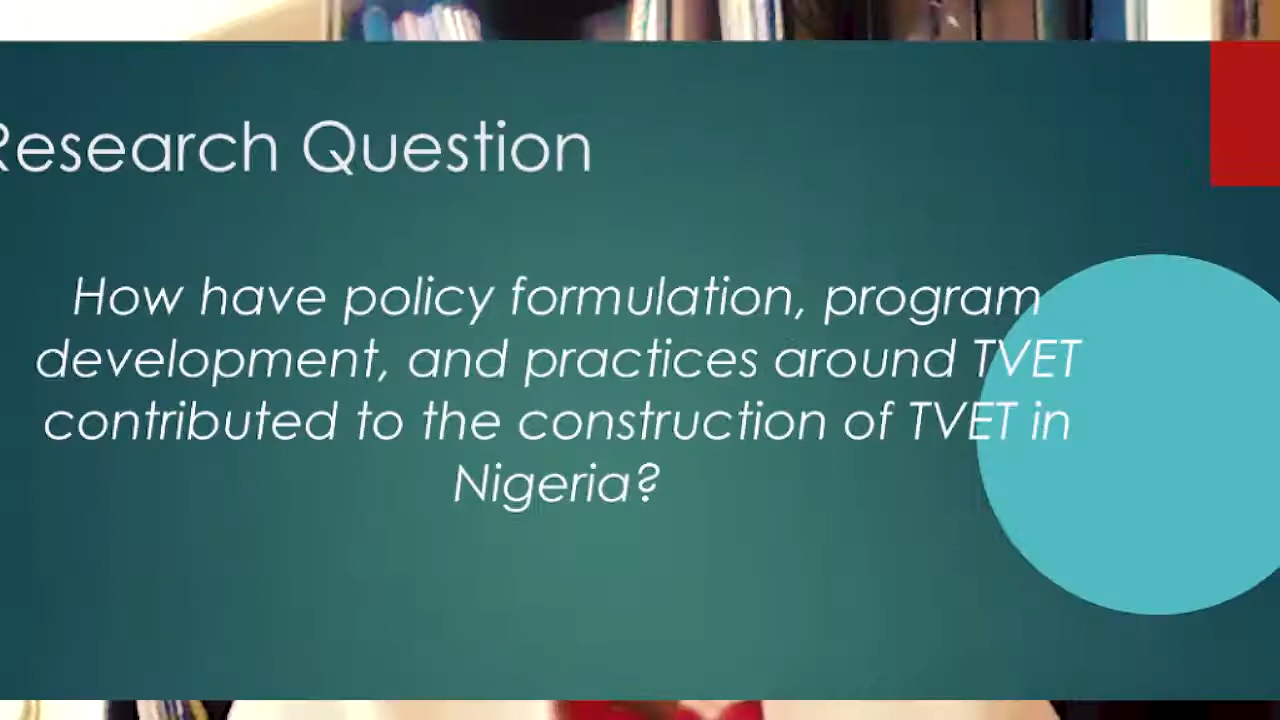 Research Question
How have policy formulation, program
development, and practices around TVET
contributed to the construction of TVET in
Nigeria?